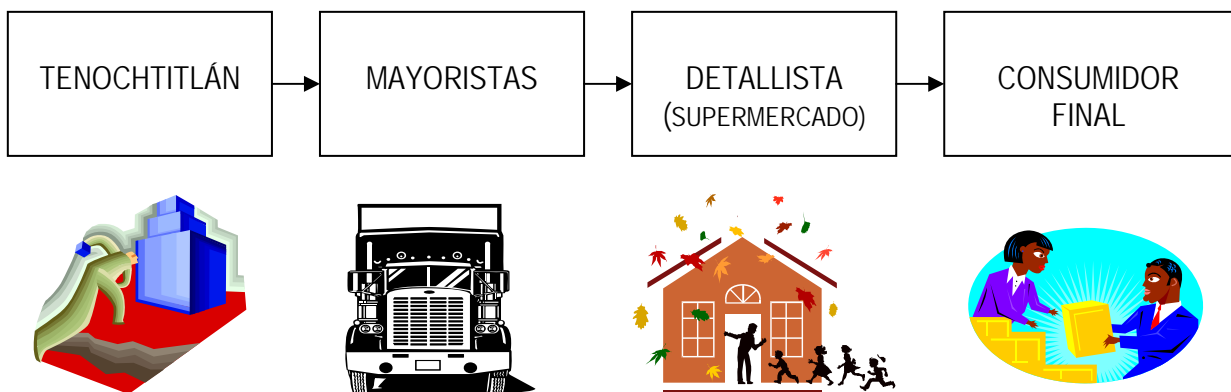 TENOCHTITLÁN
MAYORISTAS
DETALLISTA
(SUPERMERCADO)
CONSUMIDOR
FINAL